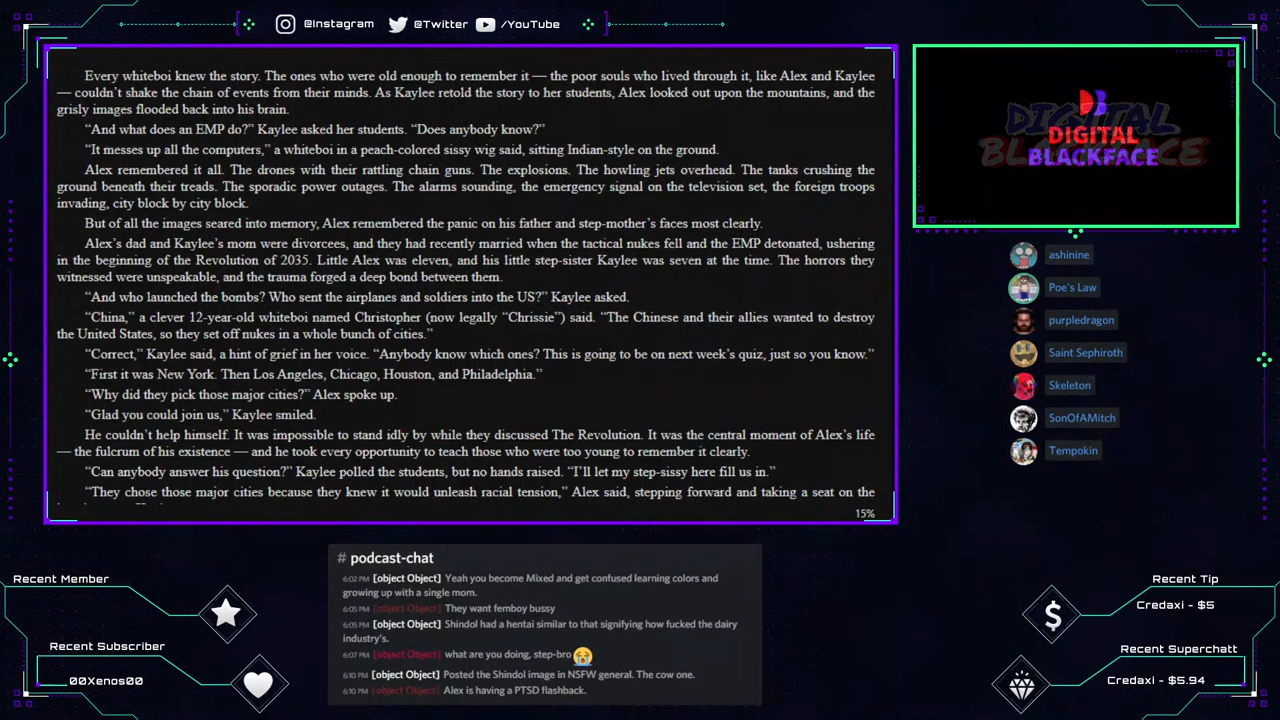 @Instagram @Twitter /YouTube
Every whiteboi knew the story. The ones who were old enough to remember it — the poor souls who lived through it, like Alex and Kaylee
— couldn't shake the chain of events from their minds. As Kaylee retold the story to her students, Alex looked out upon the mountains, and the
grisly images flooded back into his brain.
“And what does an EMP do?” Kaylee asked her students. “Does anybody know?”
“It messes up all the computers,” a whiteboi in a peach-colored sissy wig said, sitting Indian-style on the ground.
Alex remembered it all. The drones with their rattling chain guns. The explosions. The howling jets overhead. The tanks crushing the
ground beneath their treads. The sporadic power outages. The alarms sounding, the emergency signal on the television set, the foreign troops
invading, city block by city block.
But of all the images seared into memory, Alex remembered the panic on his father and step-mother's faces most clearly.
Alex's dad and Kaylee's mom were divorcees, and they had recently married when the tactical nukes fell and the EMP detonated, ushering
in the beginning of the Revolution of 2035. Little Alex was eleven, and his little step-sister Kaylee was seven at the time. The horrors they
witnessed were unspeakable, and the trauma forged a deep bond between them.
“And who launched the bombs? Who sent the airplanes and soldiers into the US?” Kaylee asked.
“China,” a clever 12-year-old whiteboi named Christopher (now legally “Chrissie”) said. “The Chinese and their allies wanted to destroy
the United States, so they set off nukes in a whole bunch of cities.”
“Correct,” Kaylee said, a hint of grief in her voice. “Anybody know which ones? This is going to be on next week's quiz, just so you know.”
“First it was New York. Then Los Angeles, Chicago, Houston, and Philadelphia.”
“Why did they pick those major cities?” Alex spoke up.
“Glad you could join us,” Kaylee smiled.
He couldn't help himself. It was impossible to stand idly by while they discussed The Revolution. It was the central moment of Alex's life
— the fulcrum of his existence — and he took every opportunity to teach those who were too young to remember it clearly.
“Can anybody answer his question?” Kaylee polled the students, but no hands raised. “I'll let my step-sissy here fill us in.”
“They chose those major cities because they knew it would unleash racial tension,” Alex said, stepping forward and taking a seat on the
15%
DIGITAL
BLACKFACE
DIGITAL
BLACKFACE
ashinine
Poe's Law
purpledragon
Saint Sephiroth
Skeleton
SonOfAMitch
Tempokin
# podcast-chat
6:02 PM [object Object] Yeah you become Mixed and get confused learning colors and
growing up with a single mom.
6:05 PM [object Object] They want femboy bussy
6:05 PM [object Object] Shindol had a hentai similar to that signifying how fucked the dairy
industry's.
6:07 PM [object Object] what are you doing, step-bro 😭
6:10 PM [object Object] Posted the Shindol image in NSFW general. The cow one.
6:10 PM [object Object] Alex is having a PTSD flashback.
Recent Member
Recent Subscriber
00Xenos00
Recent Tip
Credaxi - $5
Recent Superchatt
Credaxi - $5.94